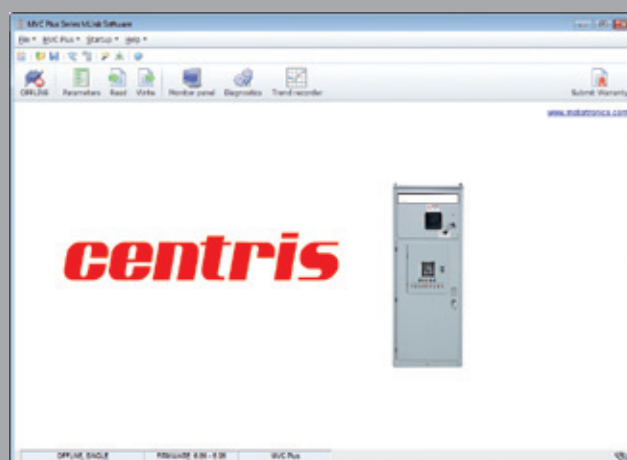 MVC Plus Series M-Link Software
File MVC Plus Startup Help
OFFLINE Parameters Read Write Monitor panel Diagnostics Trend recorder Submit Warranty
www.motortronics.com
centris
OFFLINE, SINGLE MVC Plus